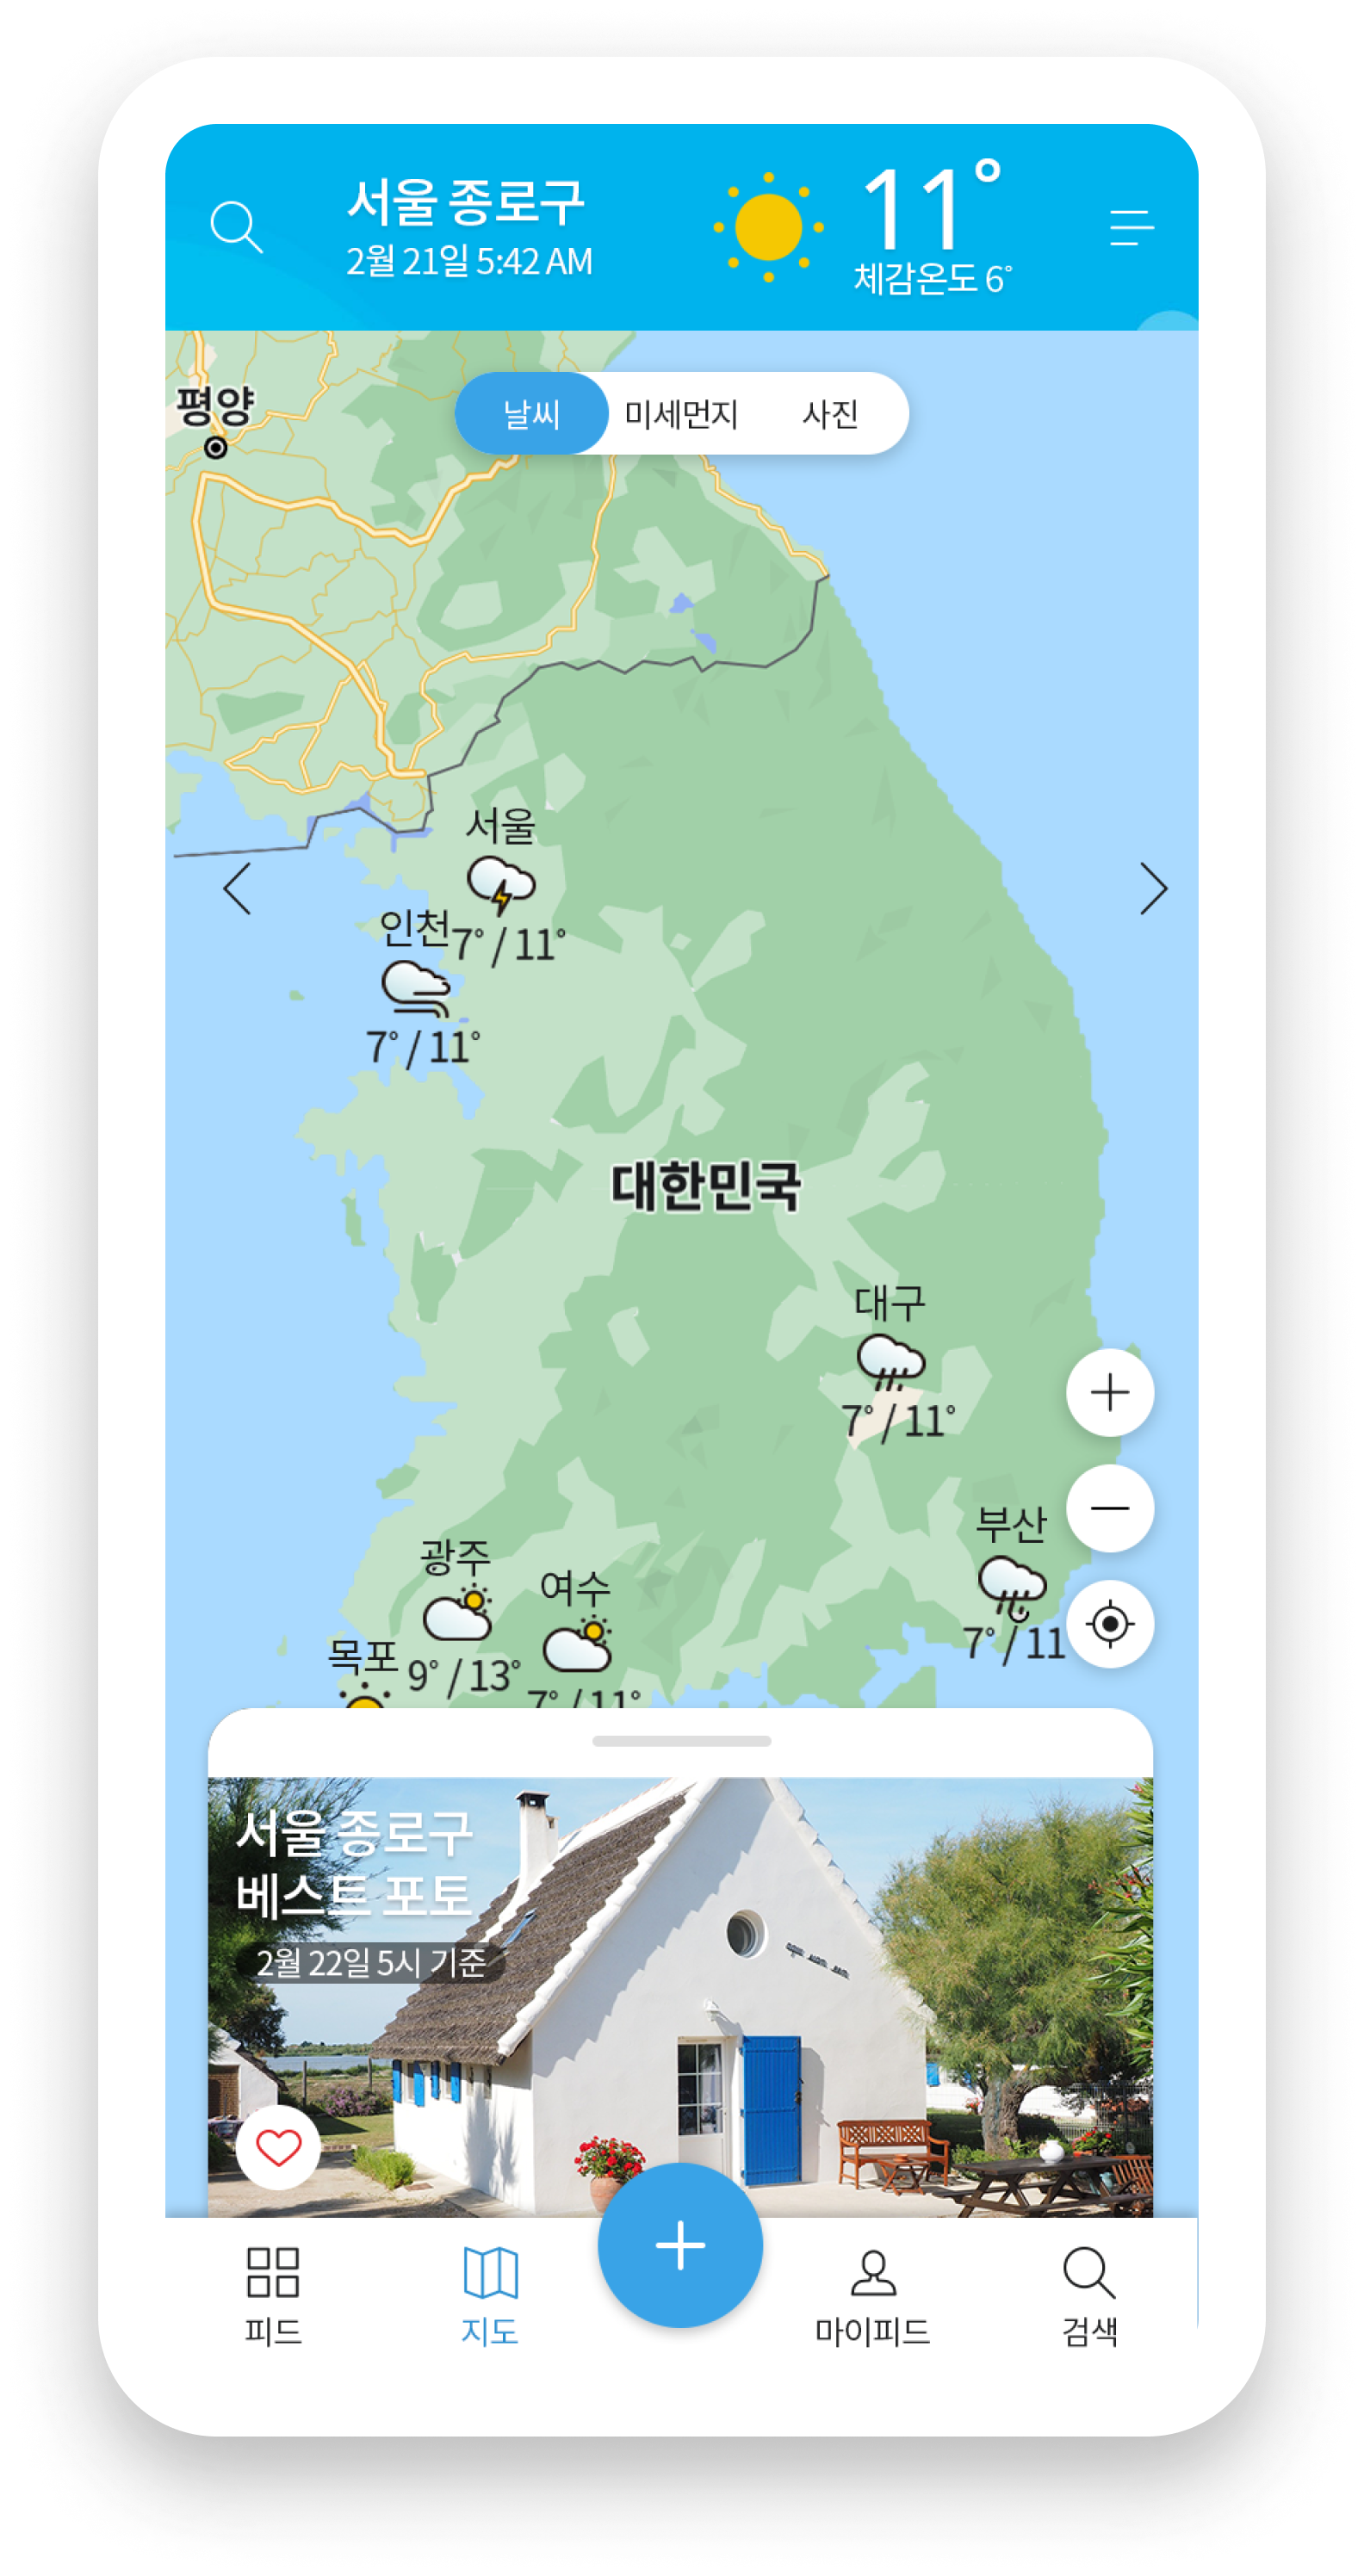 서울 종로구
2월 21일 5:42 AM
11°
체감온도 6°
날씨 미세먼지 사진
평양
서울
7° / 11°
인천
7° / 11°
대한민국
대구
7° / 11°
부산
7° / 11
광주
9° / 13°
여수
7° / 11°
목포
서울 종로구
베스트 포토
2월 22일 5시 기준
피드 지도 마이피드 검색